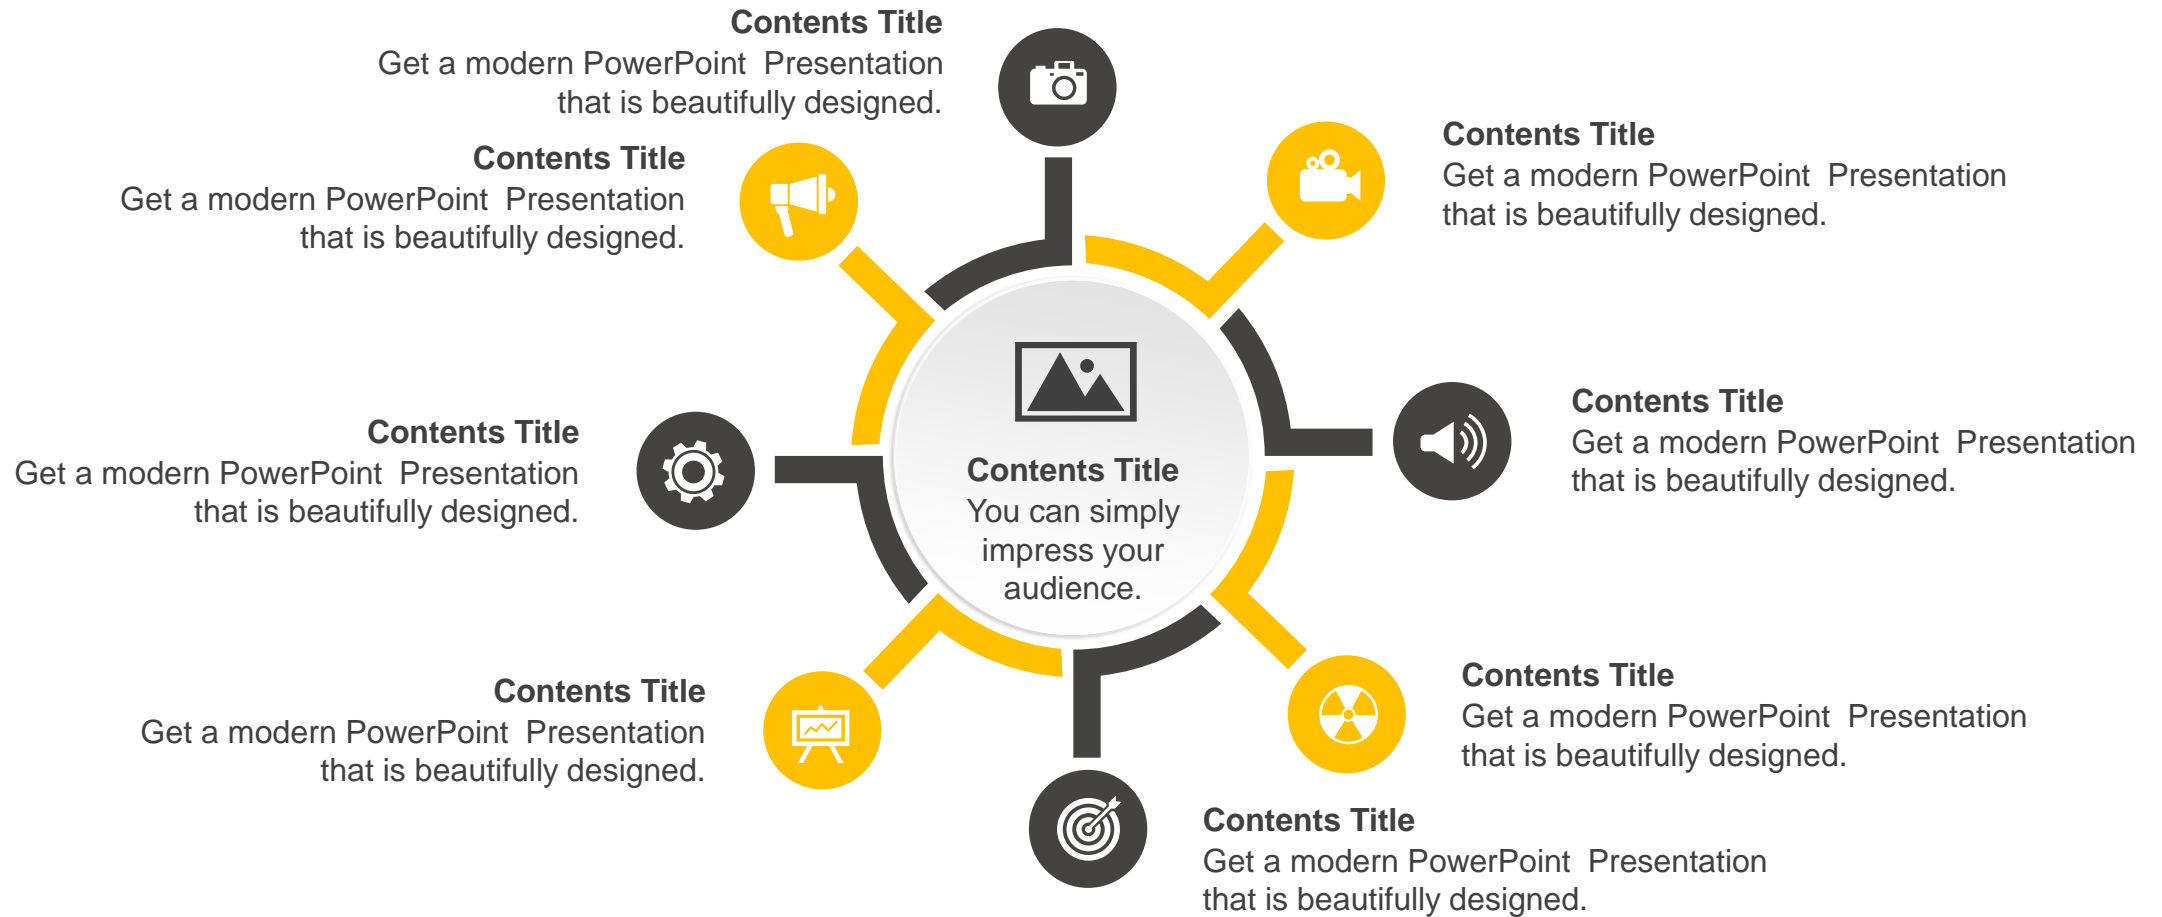 Contents Title
Get a modern PowerPoint  Presentation
that is beautifully designed.
Contents Title
Get a modern PowerPoint  Presentation
that is beautifully designed.
Contents Title
Get a modern PowerPoint  Presentation
that is beautifully designed.
Contents Title
Get a modern PowerPoint  Presentation
that is beautifully designed.
Contents Title
Get a modern PowerPoint  Presentation
that is beautifully designed.
Contents Title
You can simply
impress your
audience.
Contents Title
Get a modern PowerPoint  Presentation
that is beautifully designed.
Contents Title
Get a modern PowerPoint  Presentation
that is beautifully designed.
Contents Title
Get a modern PowerPoint  Presentation
that is beautifully designed.